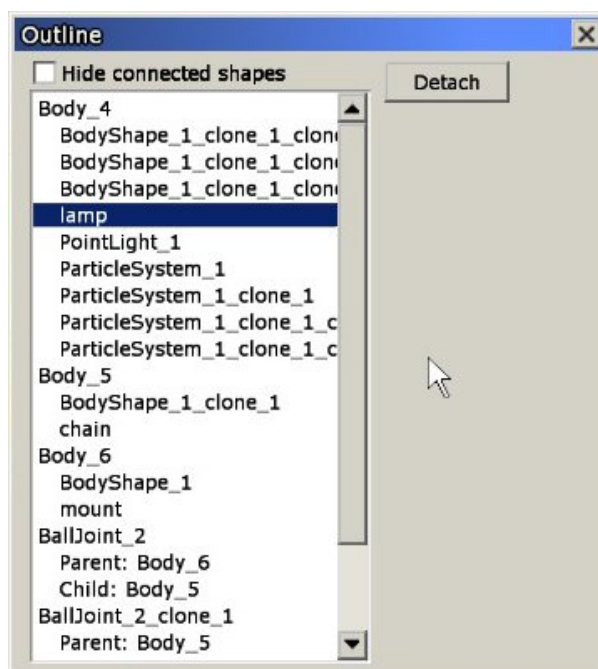 Outline
Hide connected shapes
Detach
Body_4
BodyShape_1_clone_1_clone
BodyShape_1_clone_1_clone
BodyShape_1_clone_1_clone
lamp
PointLight_1
ParticleSystem_1
ParticleSystem_1_clone_1
ParticleSystem_1_clone_1_c
ParticleSystem_1_clone_1_c
Body_5
BodyShape_1_clone_1
chain
Body_6
BodyShape_1
mount
BallJoint_2
Parent: Body_6
Child: Body_5
BallJoint_2_clone_1
Parent: Body_5